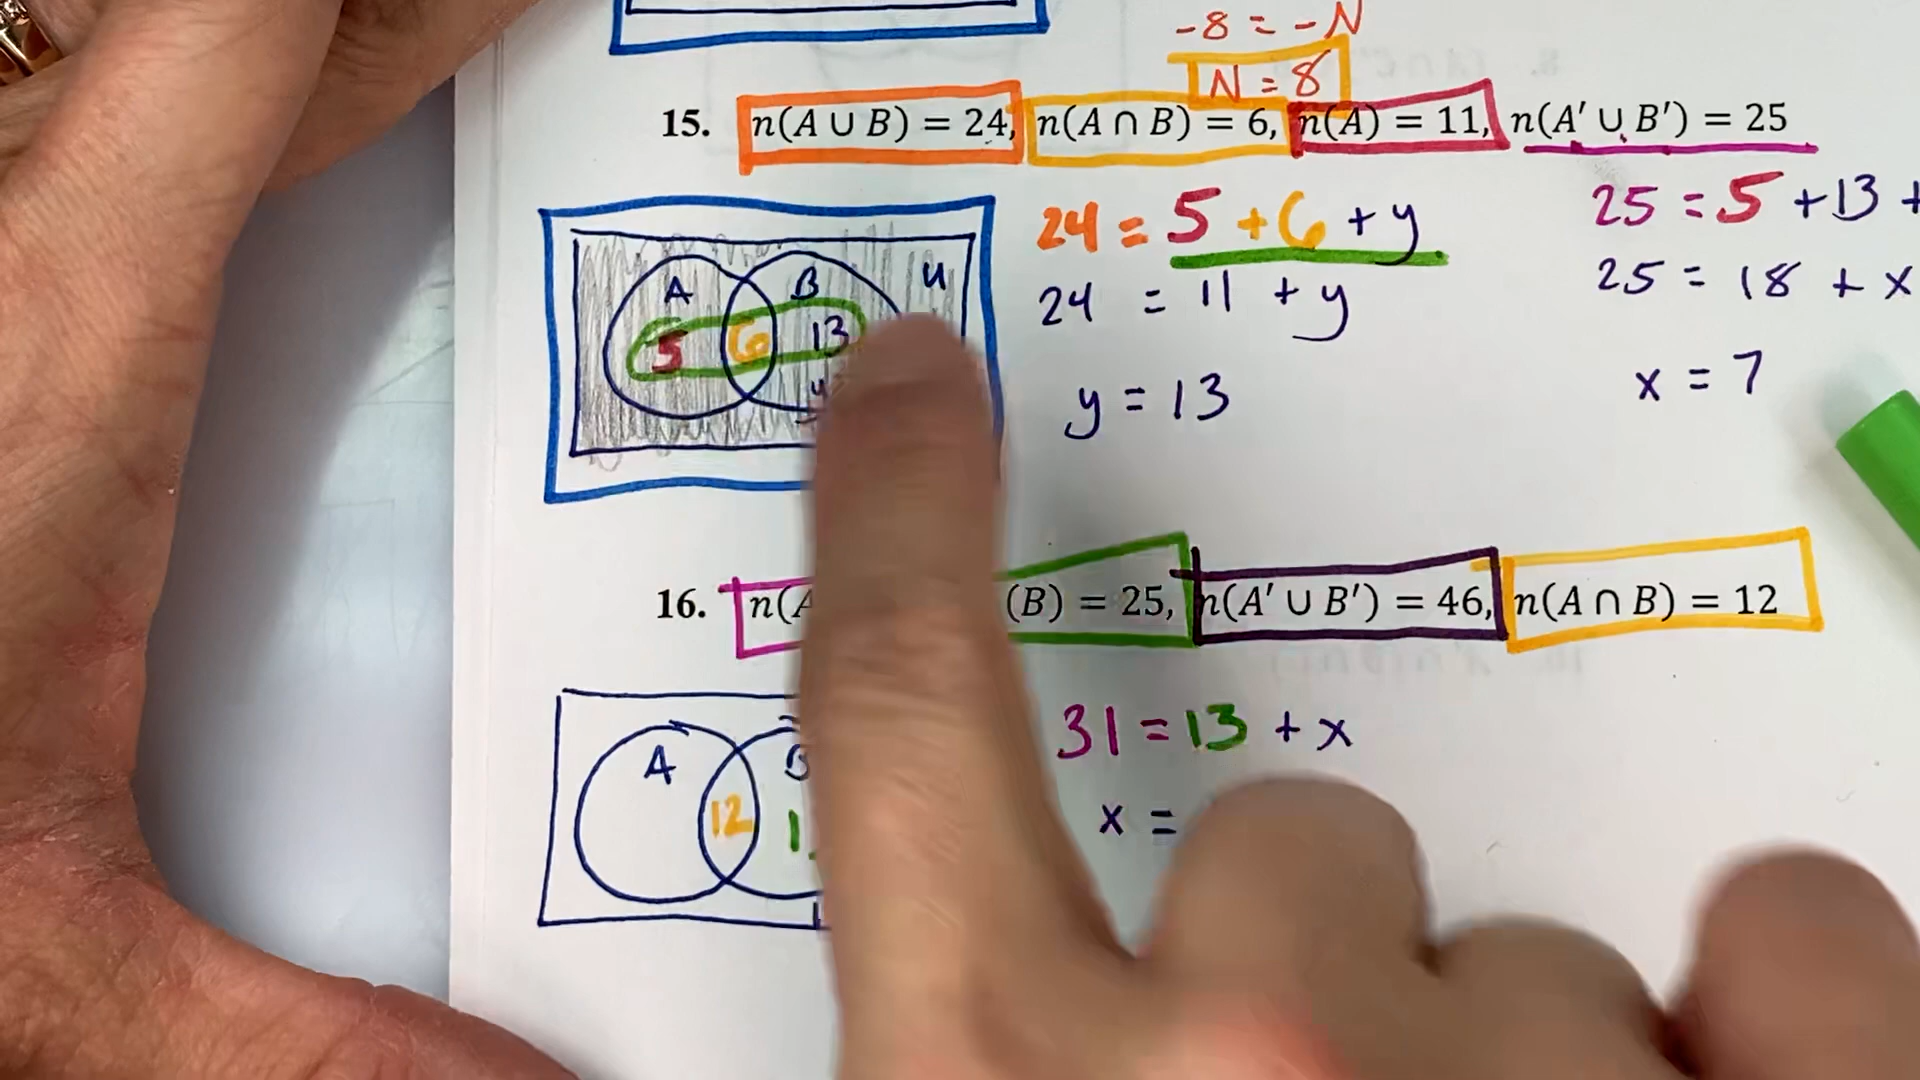 -8 = -N
N = 8
15. n(A ∪ B) = 24, n(A ∩ B) = 6, n(A) = 11, n(A′ ∪ B′) = 25
24 = 5 + 6 + y
25 = 5 + 13 +
A B U
24 = 11 + y
25 = 18 + x
5 6 13
y
y = 13
x = 7
16. n(A (B) = 25, n(A′ ∪ B′) = 46, n(A ∩ B) = 12
31 = 13 + x
A B
12
x =